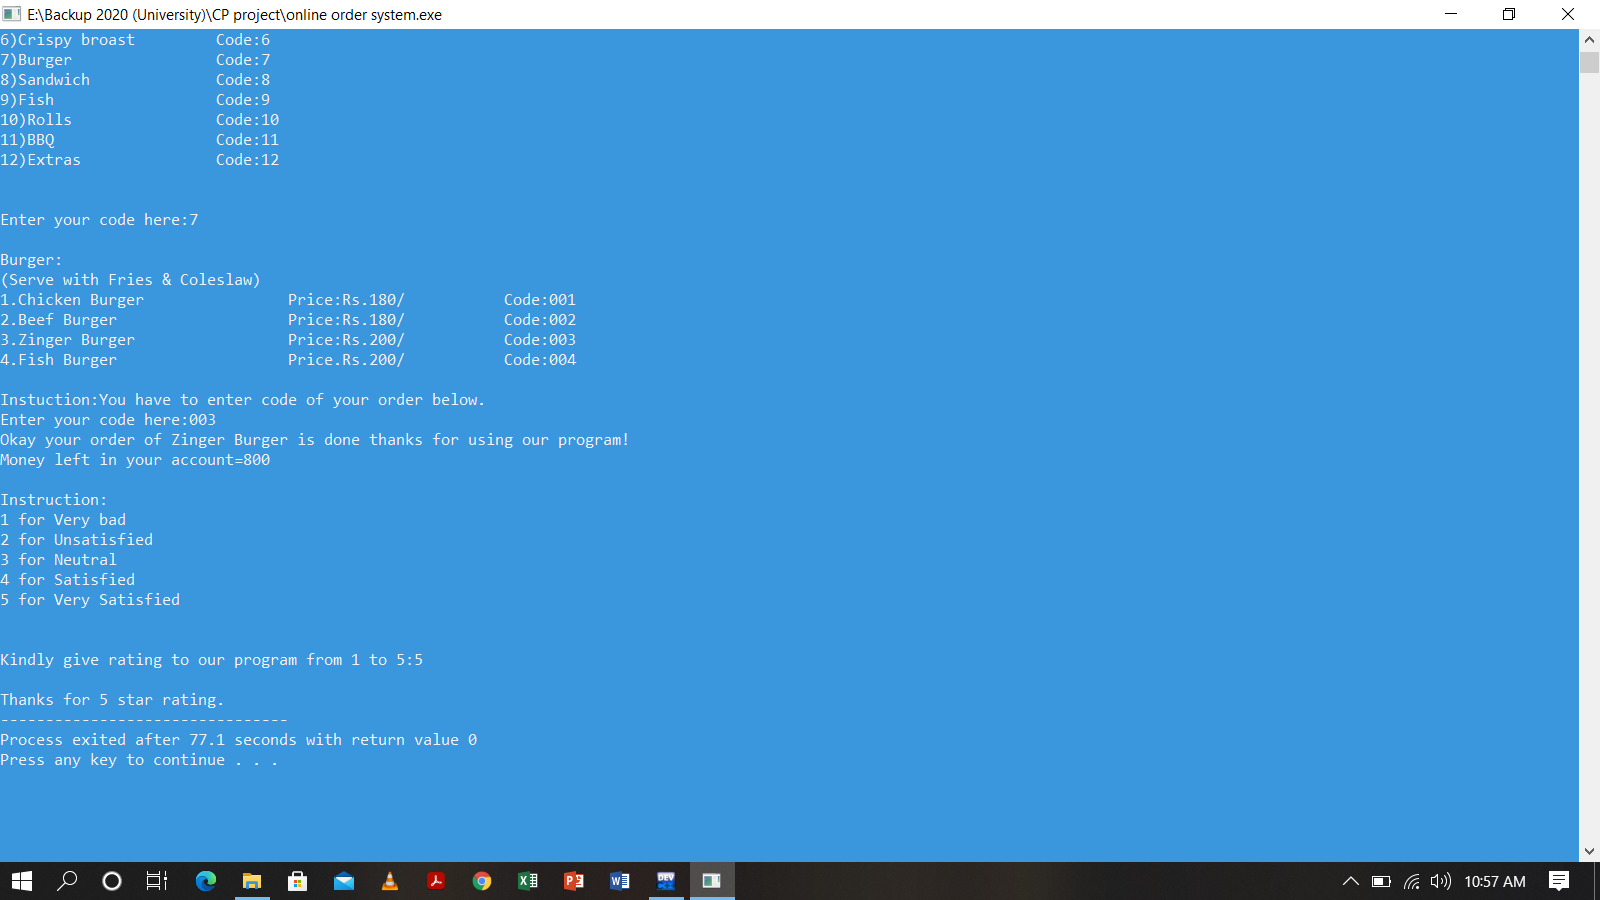 E:\Backup 2020 (University)\CP project\online order system.exe
6)Crispy broast Code:6
7)Burger Code:7
8)Sandwich Code:8
9)Fish Code:9
10)Rolls Code:10
11)BBQ Code:11
12)Extras Code:12
Enter your code here:7
Burger:
(Serve with Fries & Coleslaw)
1.Chicken Burger Price:Rs.180/ Code:001
2.Beef Burger Price:Rs.180/ Code:002
3.Zinger Burger Price:Rs.200/ Code:003
4.Fish Burger Price.Rs.200/ Code:004
Instuction:You have to enter code of your order below.
Enter your code here:003
Okay your order of Zinger Burger is done thanks for using our program!
Money left in your account=800
Instruction:
1 for Very bad
2 for Unsatisfied
3 for Neutral
4 for Satisfied
5 for Very Satisfied
Kindly give rating to our program from 1 to 5:5
Thanks for 5 star rating.
--------------------------------
Process exited after 77.1 seconds with return value 0
Press any key to continue . . .
DEV
10:57 AM